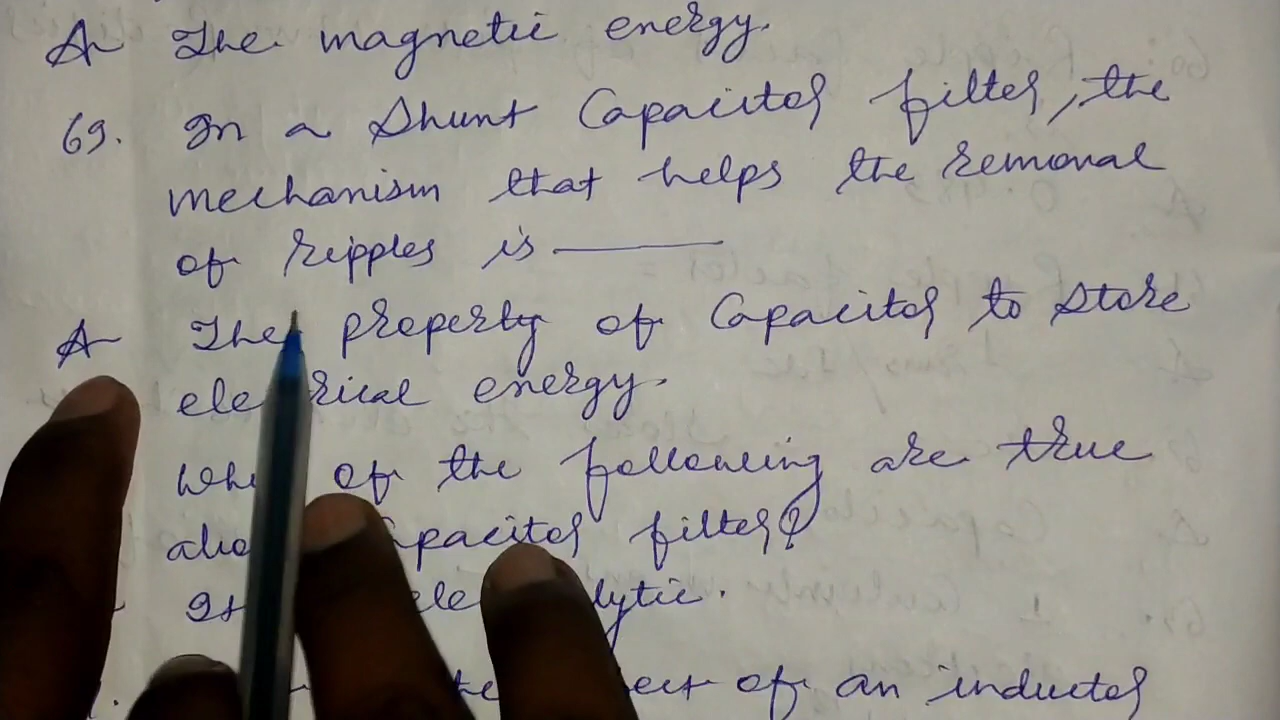 A The magnetic energy.
69. In a Shunt Capacitor filter, the
mechanism that helps the removal
of ripples is ———
A The property of Capacitor to store
electrical energy.
of the following are true
filter?
of an inductor